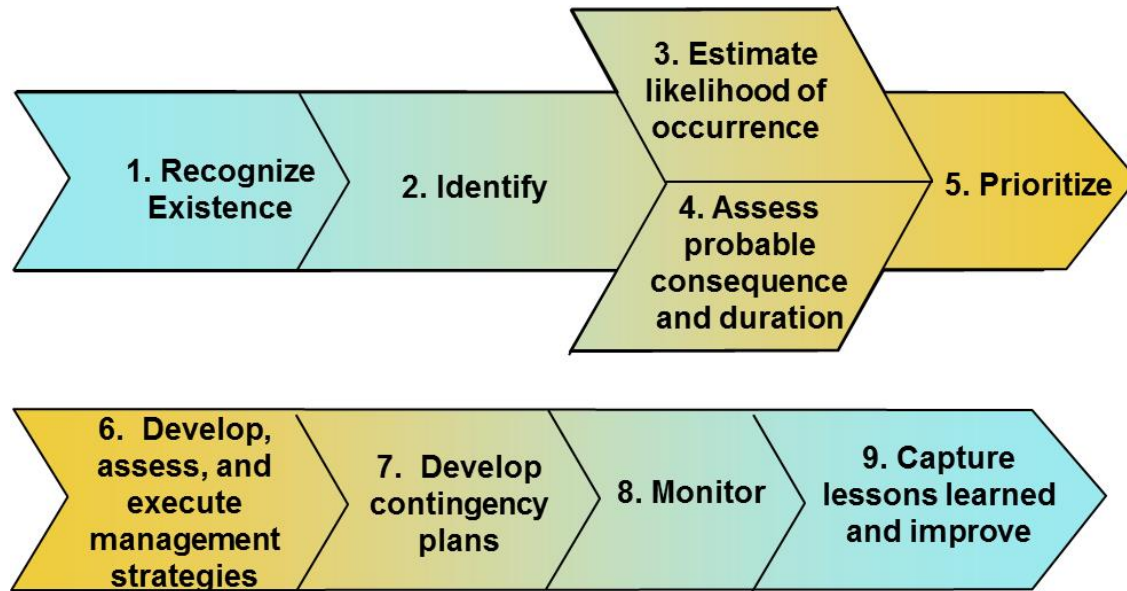 1. Recognize
Existence
2. Identify
3. Estimate
likelihood of
occurrence
4. Assess
probable
consequence
and duration
5. Prioritize
6. Develop,
assess, and
execute
management
strategies
7. Develop
contingency
plans
8. Monitor
9. Capture
lessons learned
and improve